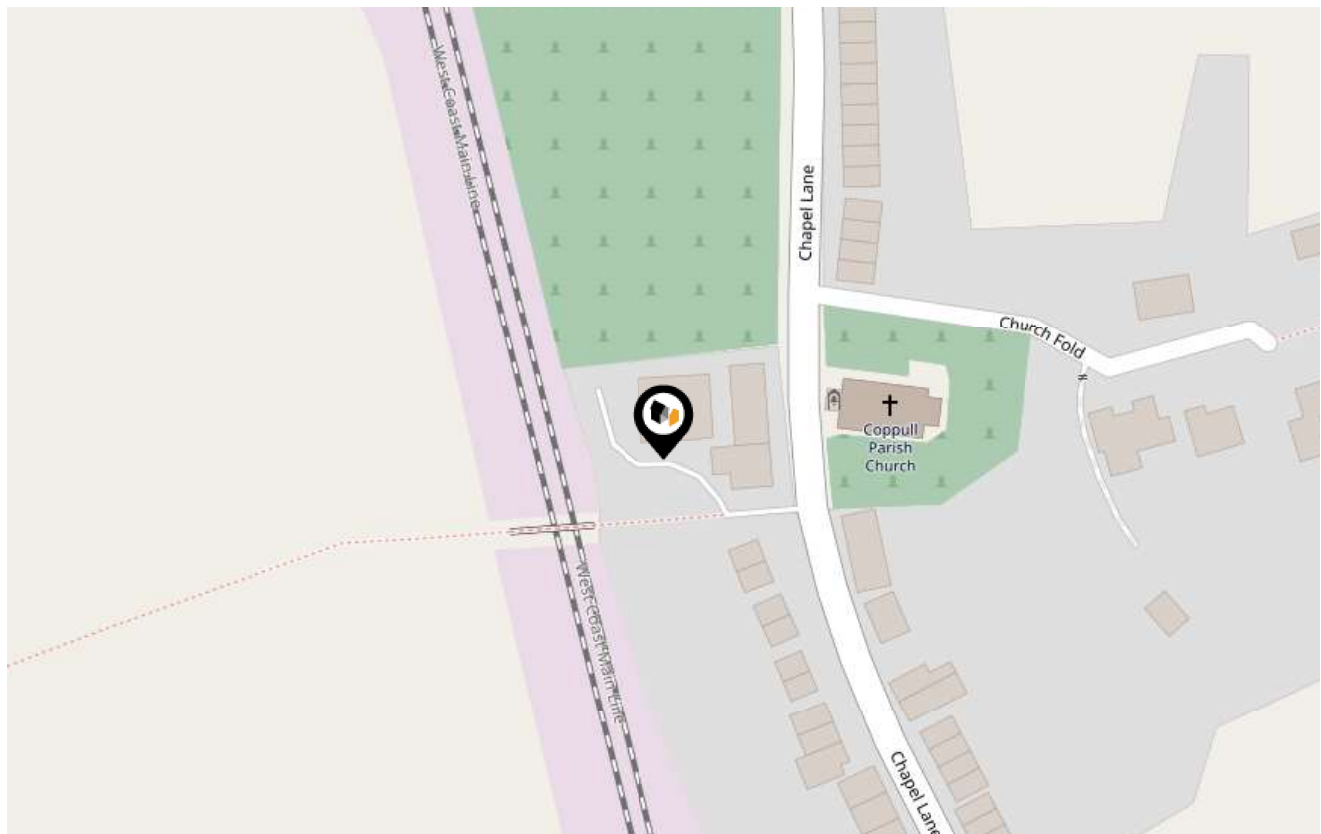 West Coast Main Line
Chapel Lane
Church Fold
Coppull
Parish
Church
West Coast Main Line
Chapel Lane